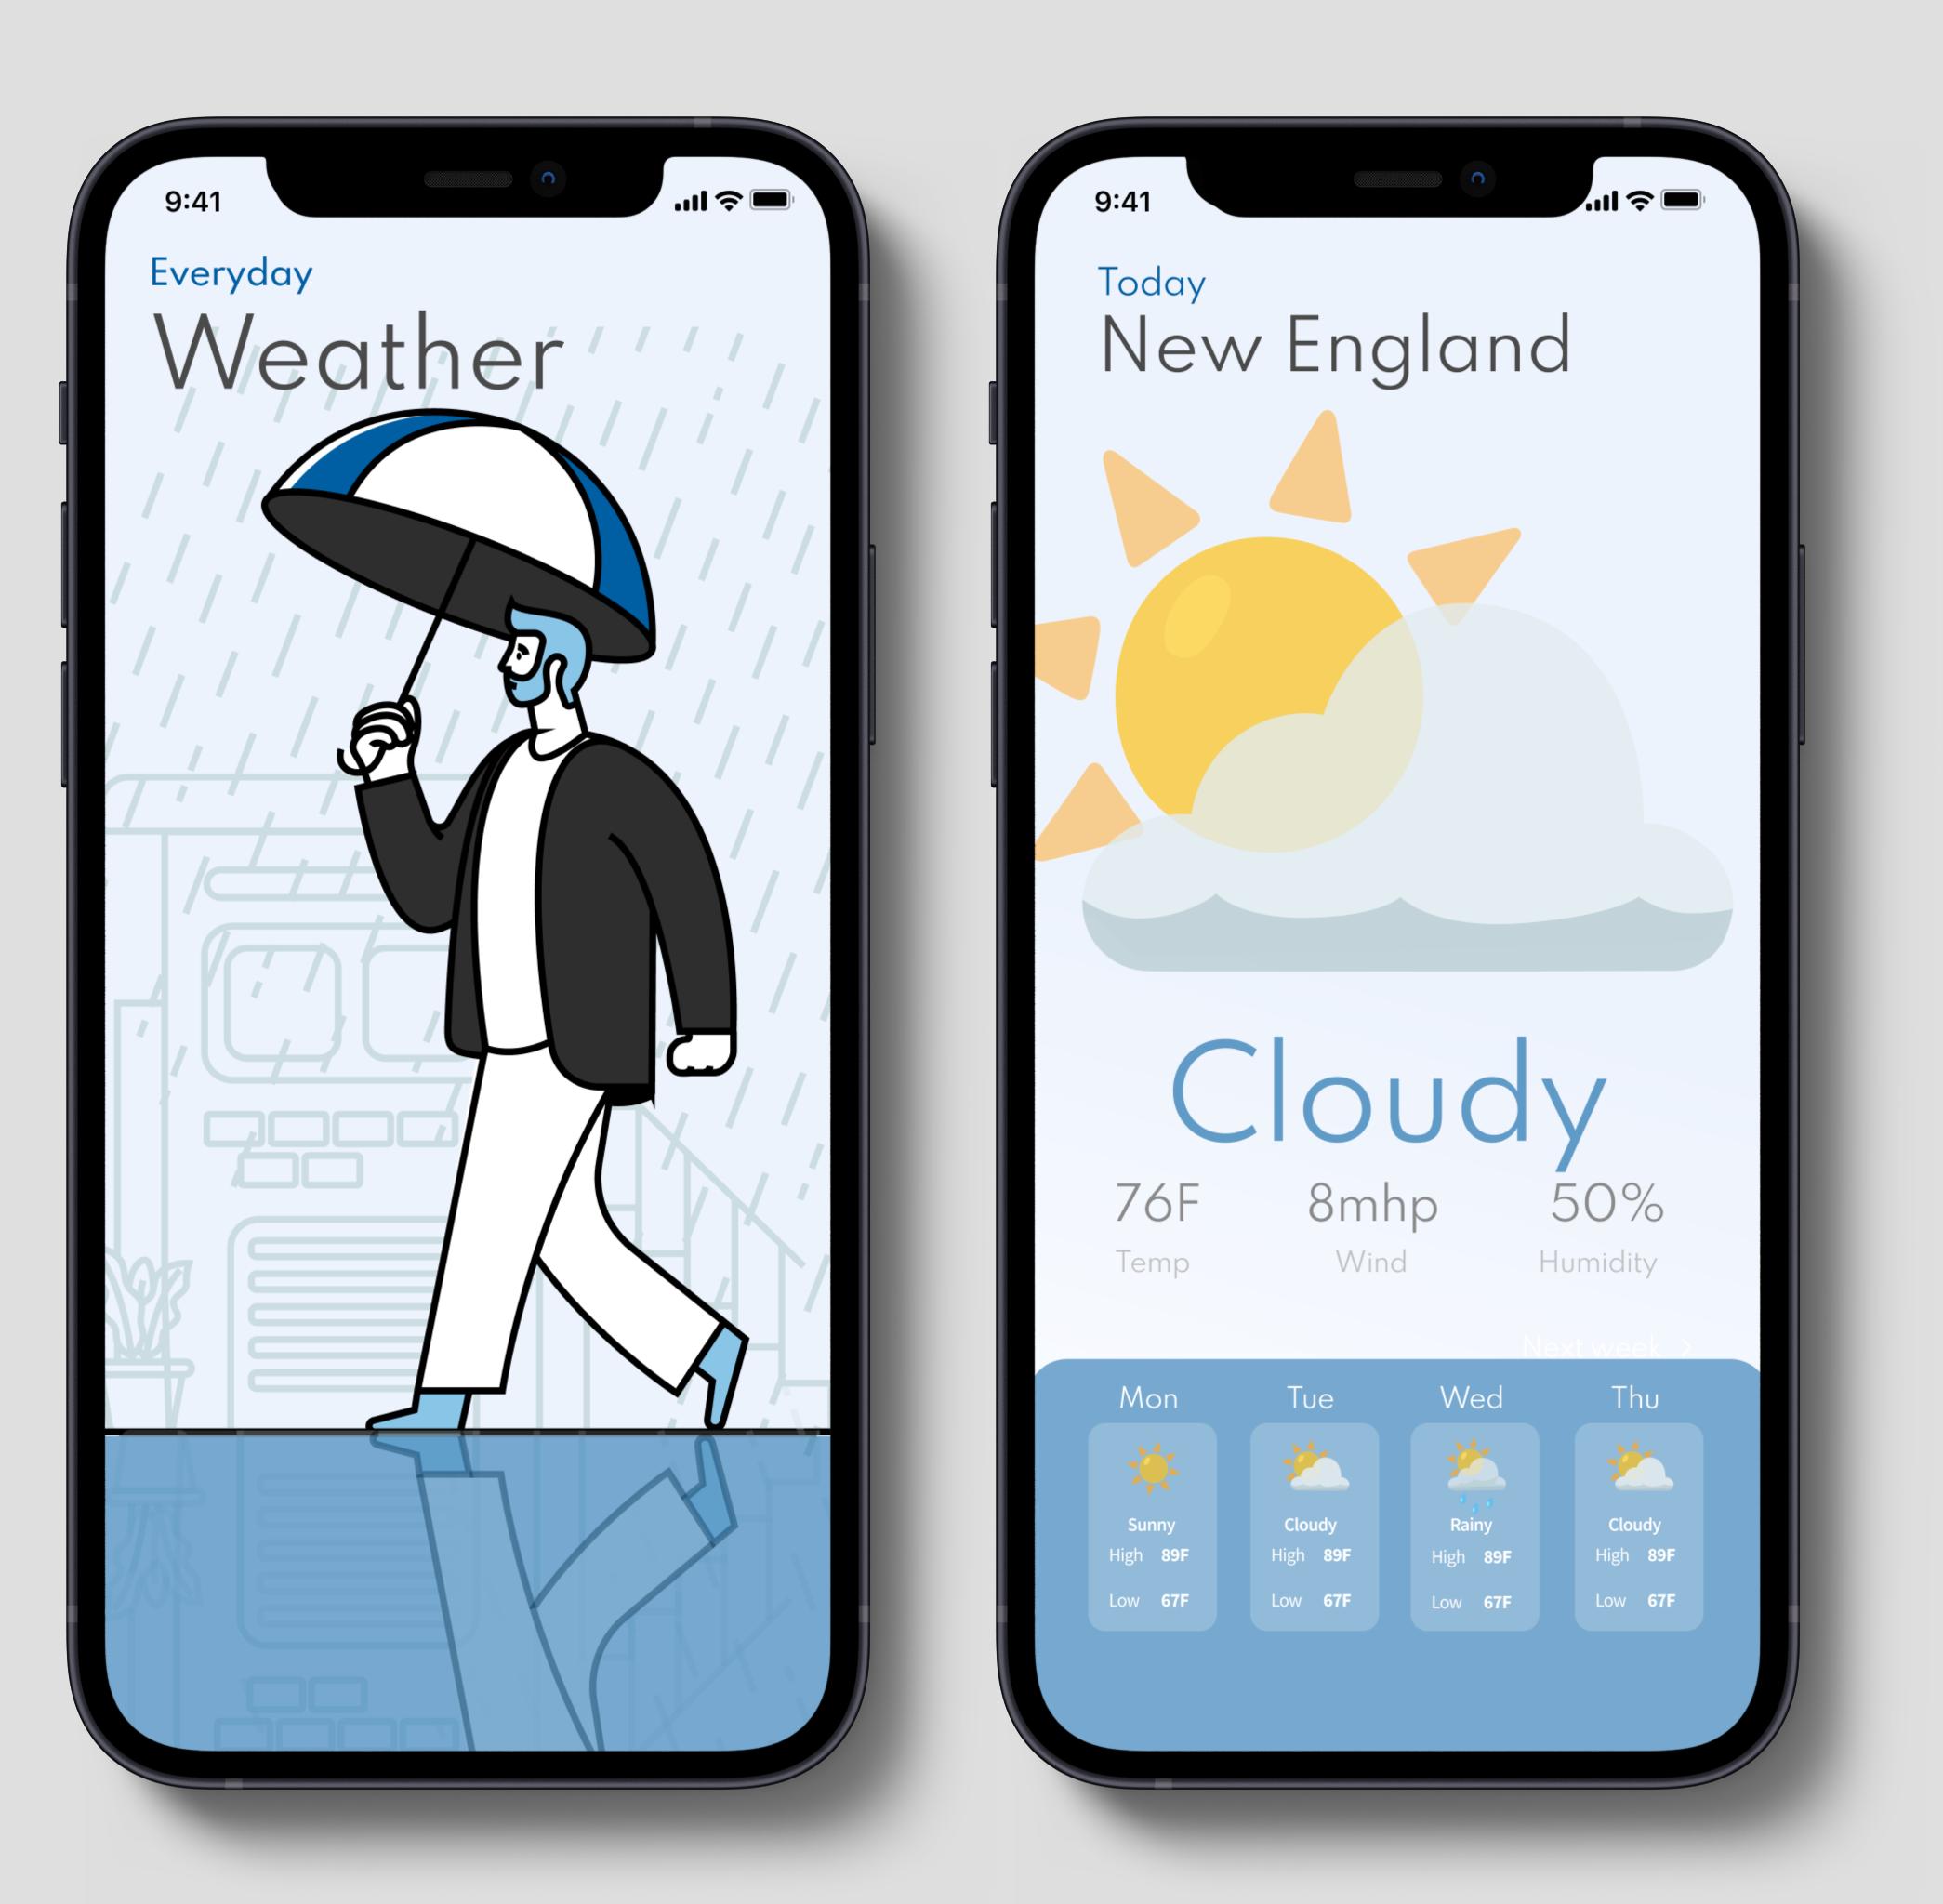 9:41
Everyday
Weather
9:41
Today
New England
Cloudy
76F 8mhp 50%
Temp Wind Humidity
Next week >
Mon Tue Wed Thu
Sunny Cloudy Rainy Cloudy
High 89F High 89F High 89F High 89F
Low 67F Low 67F Low 67F Low 67F